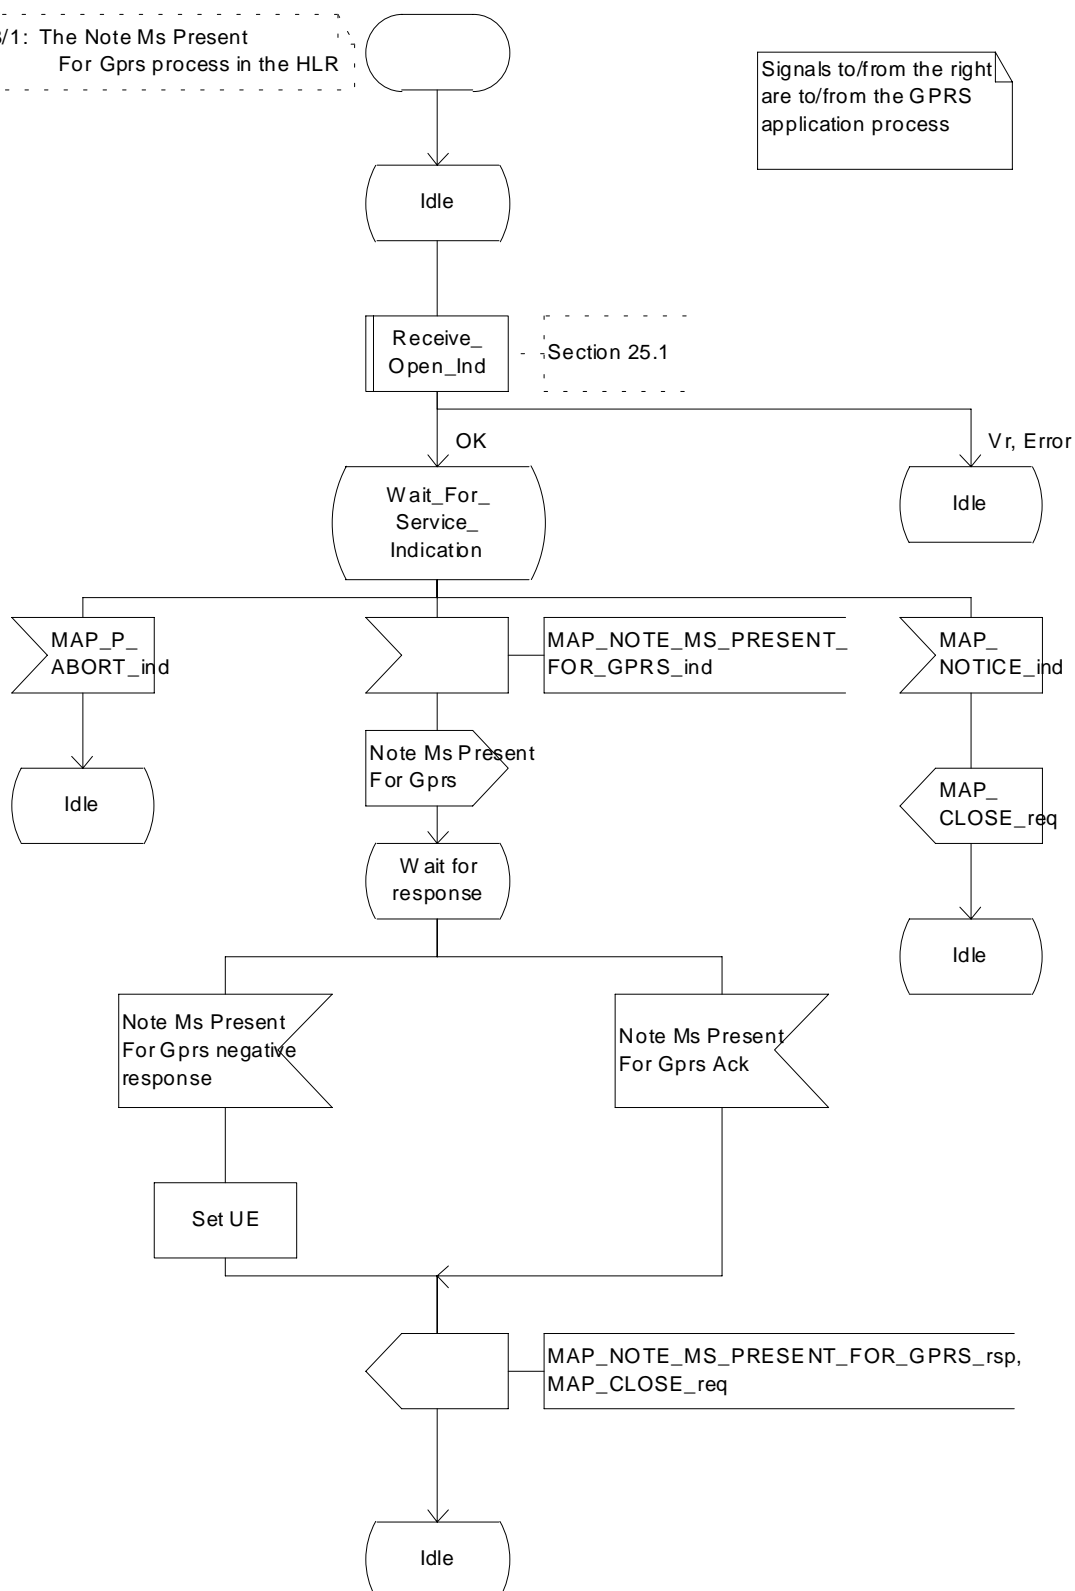 /1: The Note Ms Present
For Gprs process in the HLR
Signals to/from the right
are to/from the GPRS
application process
Idle
Receive_
Open_Ind
Section 25.1
OK
Vr, Error
Wait_For_
Service_
Indication
Idle
MAP_P_
ABORT_ind
MAP_NOTE_MS_PRESENT_
FOR_GPRS_ind
MAP_
NOTICE_ind
Note Ms Present
For Gprs
Idle
MAP_
CLOSE_req
Wait for
response
Idle
Note Ms Present
For Gprs negative
response
Note Ms Present
For Gprs Ack
Set UE
MAP_NOTE_MS_PRESENT_FOR_GPRS_rsp,
MAP_CLOSE_req
Idle